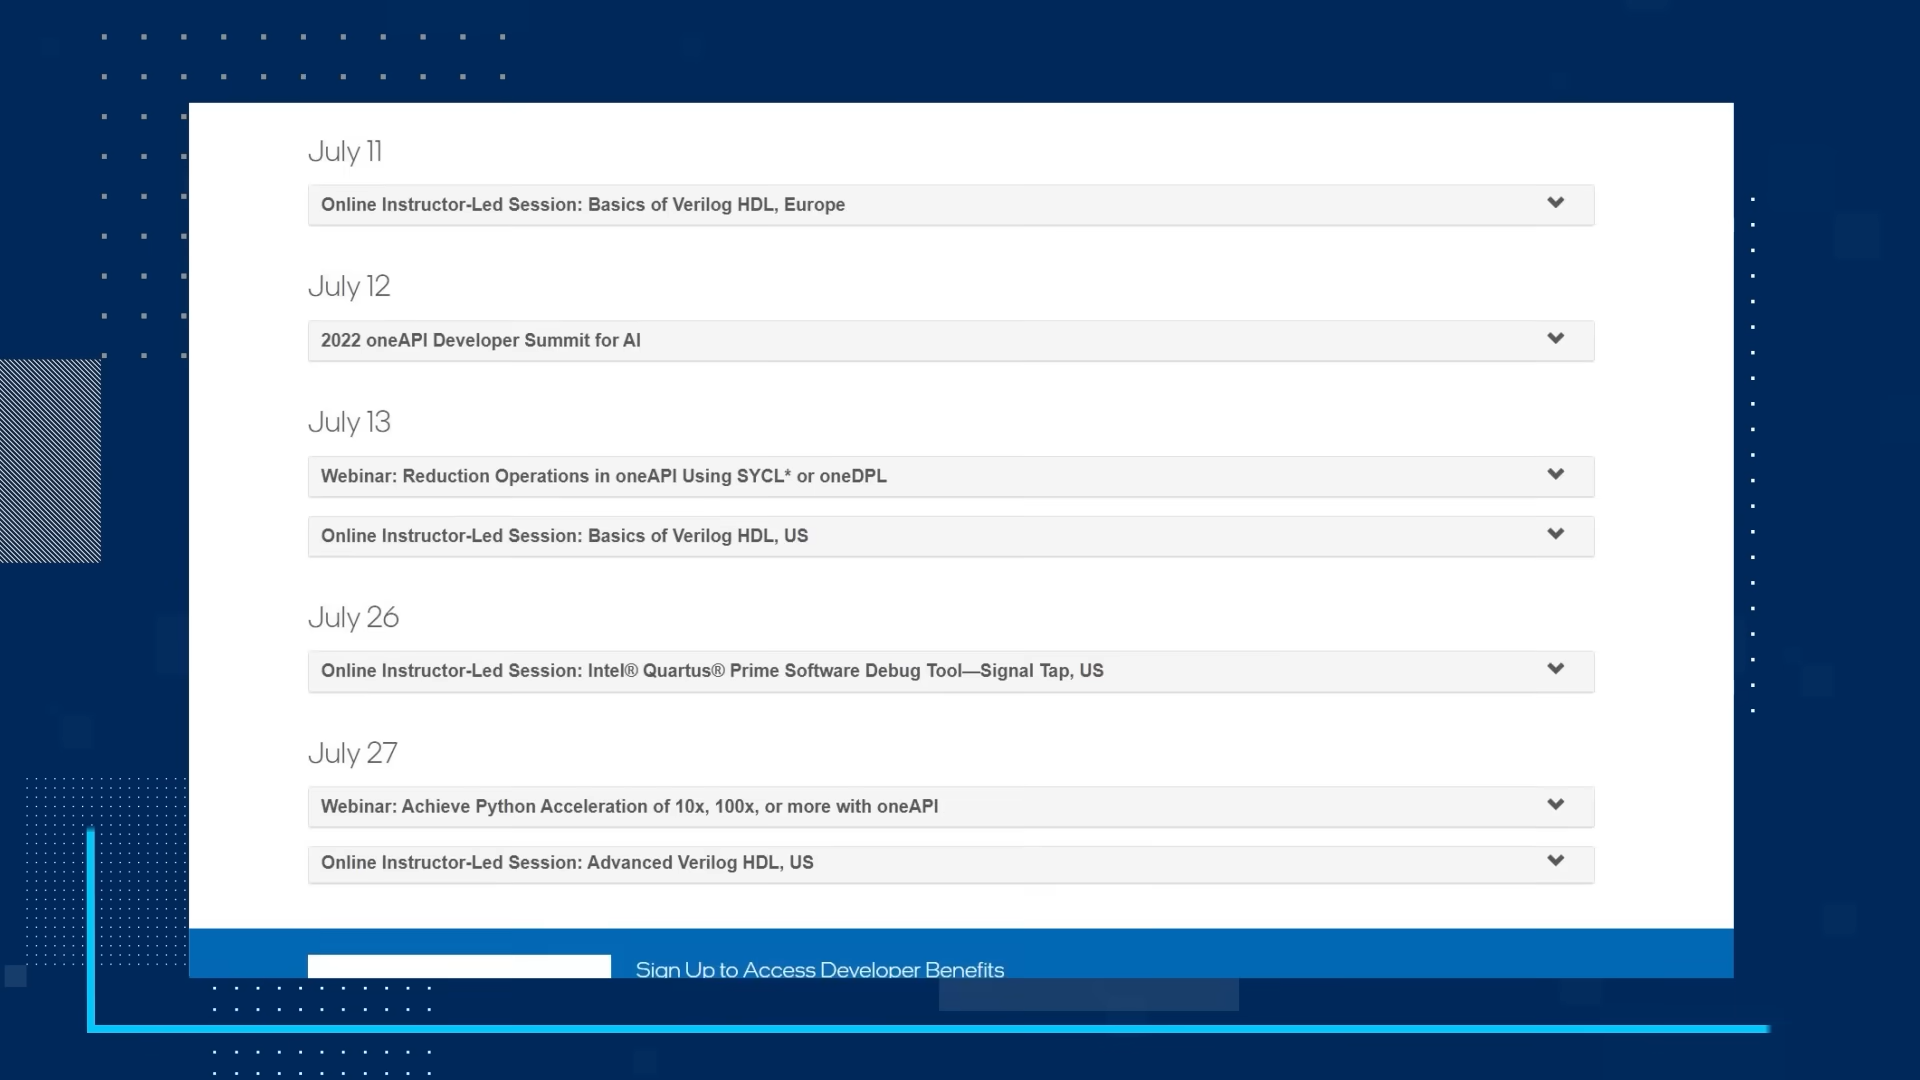 July 11
Online Instructor-Led Session: Basics of Verilog HDL, Europe
July 12
2022 oneAPI Developer Summit for AI
July 13
Webinar: Reduction Operations in oneAPI Using SYCL* or oneDPL
Online Instructor-Led Session: Basics of Verilog HDL, US
July 26
Online Instructor-Led Session: Intel® Quartus® Prime Software Debug Tool—Signal Tap, US
July 27
Webinar: Achieve Python Acceleration of 10x, 100x, or more with oneAPI
Online Instructor-Led Session: Advanced Verilog HDL, US
Sign Up to Access Developer Benefits